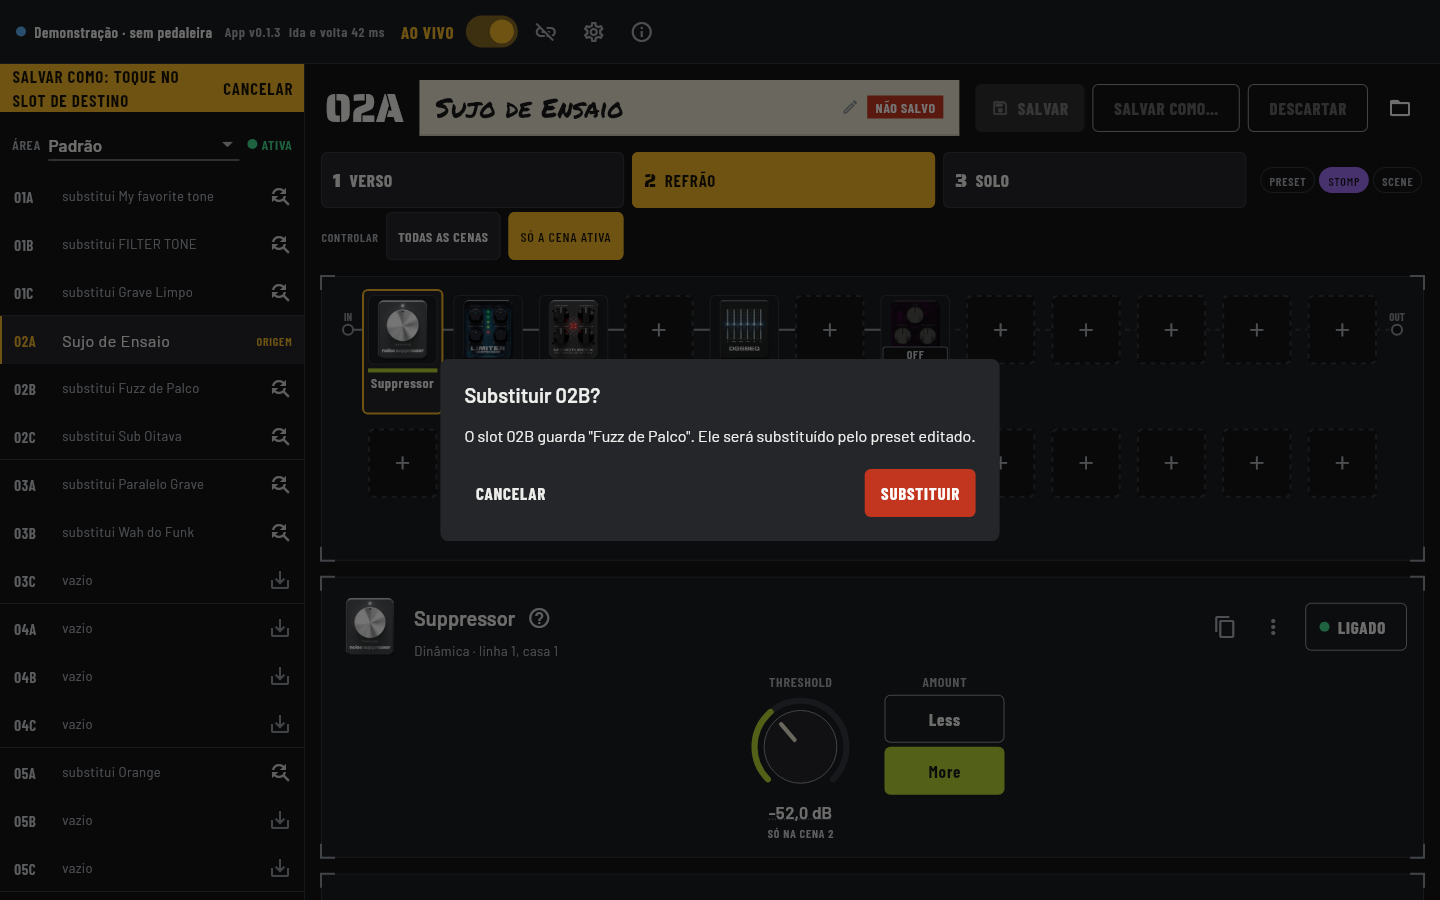 Demonstração · sem pedaleira App v0.1.3 Ida e volta 42 ms AO VIVO
SALVAR COMO: TOQUE NO
SLOT DE DESTINO
CANCELAR
ÁREA Padrão ATIVA
01A substitui My favorite tone
01B substitui FILTER TONE
01C substitui Grave Limpo
02A Sujo de Ensaio ORIGEM
02B substitui Fuzz de Palco
02C substitui Sub Oitava
03A substitui Paralelo Grave
03B substitui Wah do Funk
03C vazio
04A vazio
04B vazio
04C vazio
05A substitui Orange
05B vazio
05C vazio
02A Sujo de Ensaio NÃO SALVO SALVAR SALVAR COMO... DESCARTAR
1 VERSO 2 REFRÃO 3 SOLO PRESET STOMP SCENE
CONTROLAR TODAS AS CENAS SÓ A CENA ATIVA
IN OUT
LIMITER
OFF
Suppressor
Substituir 02B?
O slot 02B guarda "Fuzz de Palco". Ele será substituído pelo preset editado.
CANCELAR SUBSTITUIR
Suppressor
Dinâmica · linha 1, casa 1
LIGADO
THRESHOLD AMOUNT
Less
More
-52,0 dB
SÓ NA CENA 2